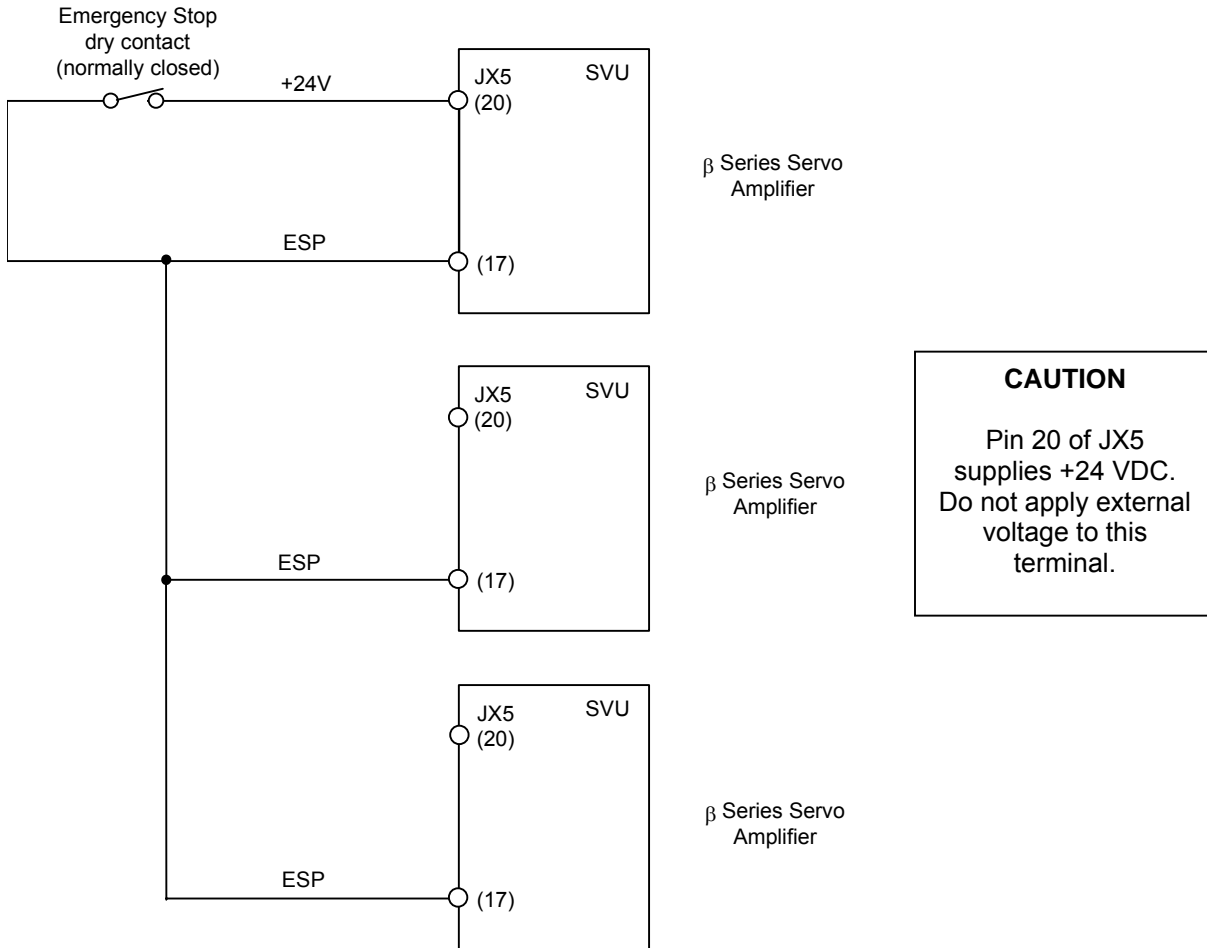 Emergency Stop
dry contact
(normally closed)
+24V
JX5
(20)
SVU
ESP
(17)
β Series Servo
Amplifier
JX5
(20)
SVU
ESP
(17)
β Series Servo
Amplifier
CAUTION
Pin 20 of JX5
supplies +24 VDC.
Do not apply external
voltage to this
terminal.
JX5
(20)
SVU
ESP
(17)
β Series Servo
Amplifier